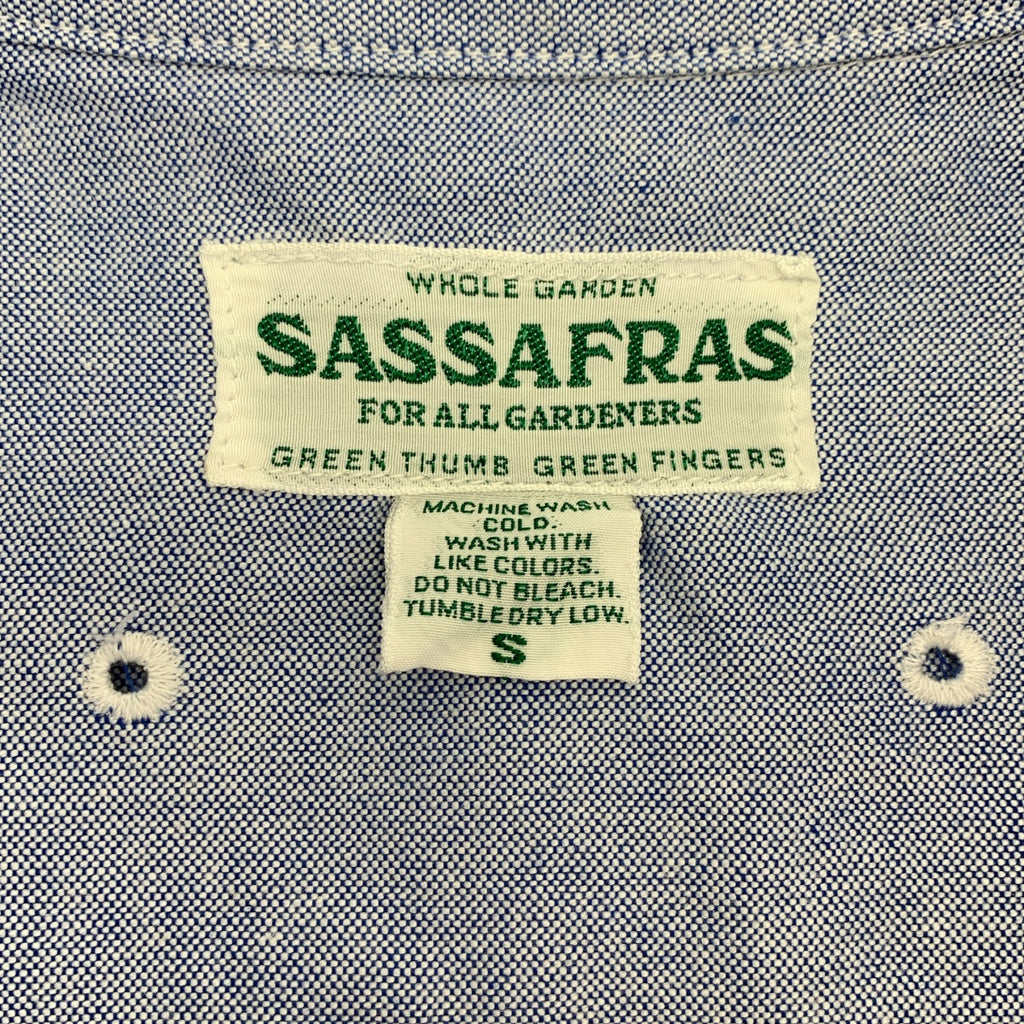 WHOLE GARDEN
SASSAFRAS
FOR ALL GARDENERS
GREEN THUMB GREEN FINGERS
MACHINE WASH
COLD.
WASH WITH
LIKE COLORS.
DO NOT BLEACH.
TUMBLE DRY LOW.
S